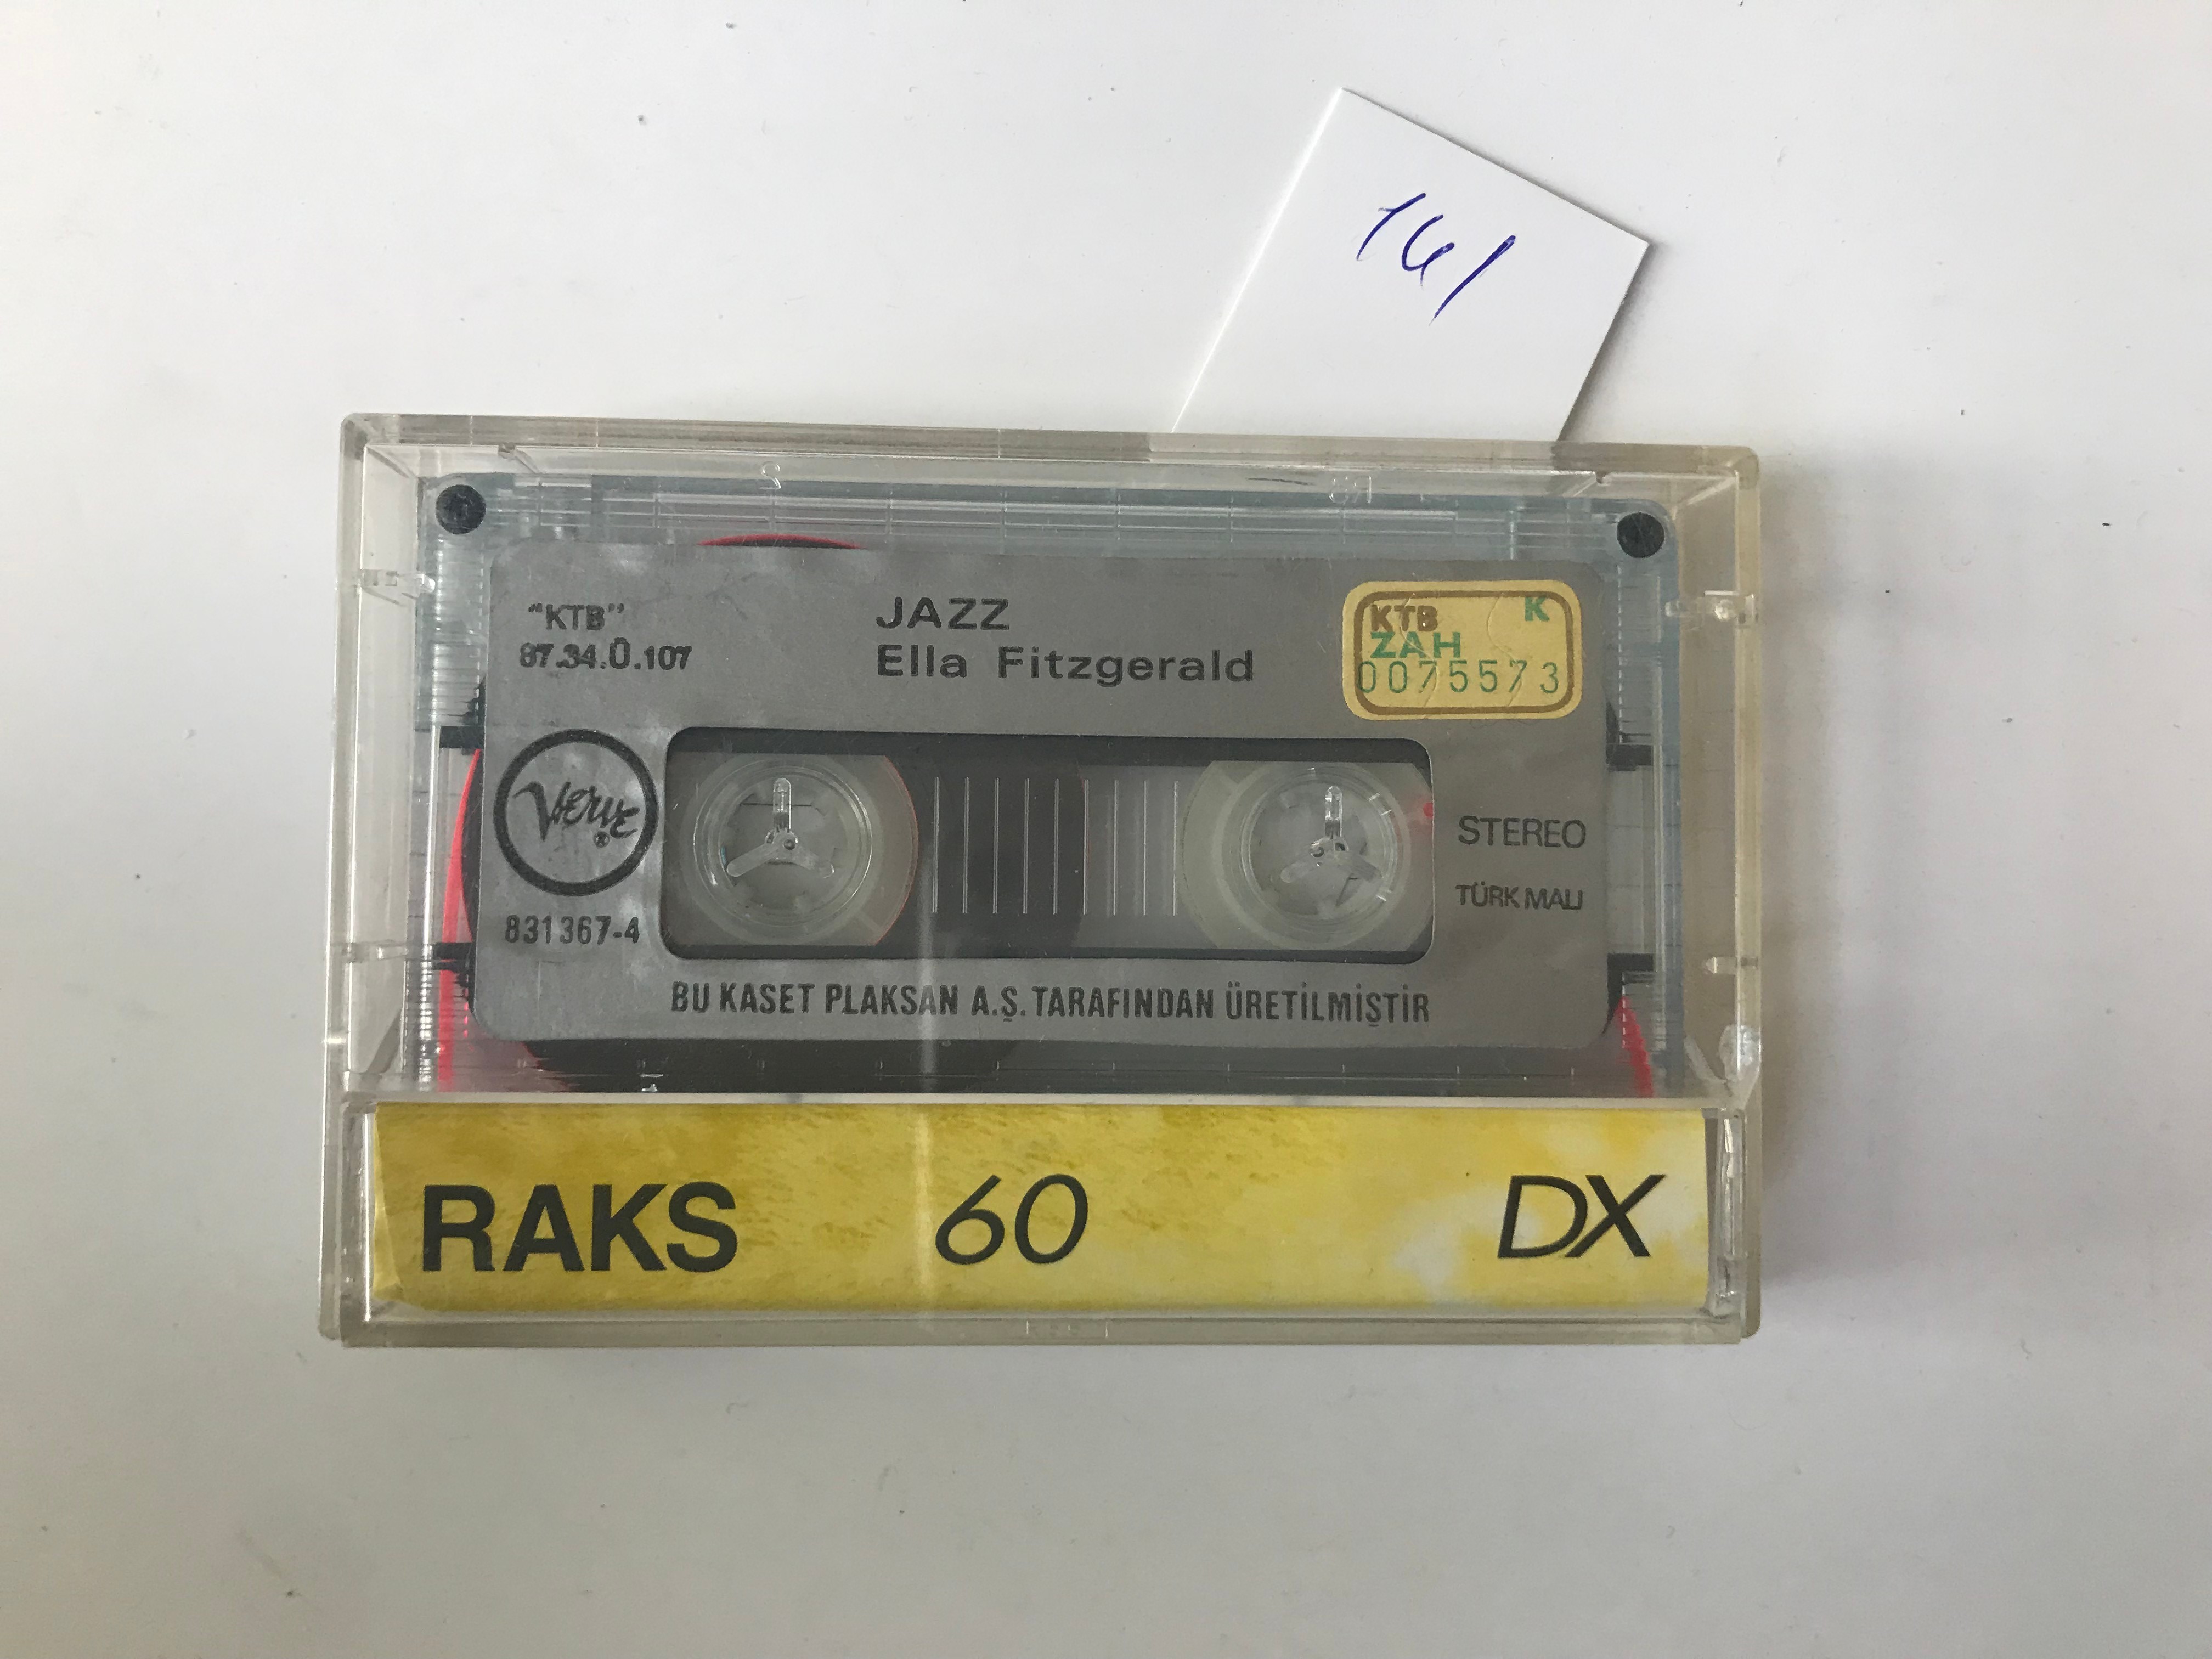 161
"KTB"
87.34.Ü.107
JAZZ
Ella Fitzgerald
KTB K
ZAH
0075573
Verve
831367-4
STEREO
TÜRK MALI
BU KASET PLAKSAN A.Ş. TARAFINDAN ÜRETİLMİŞTİR
RAKS 60 DX